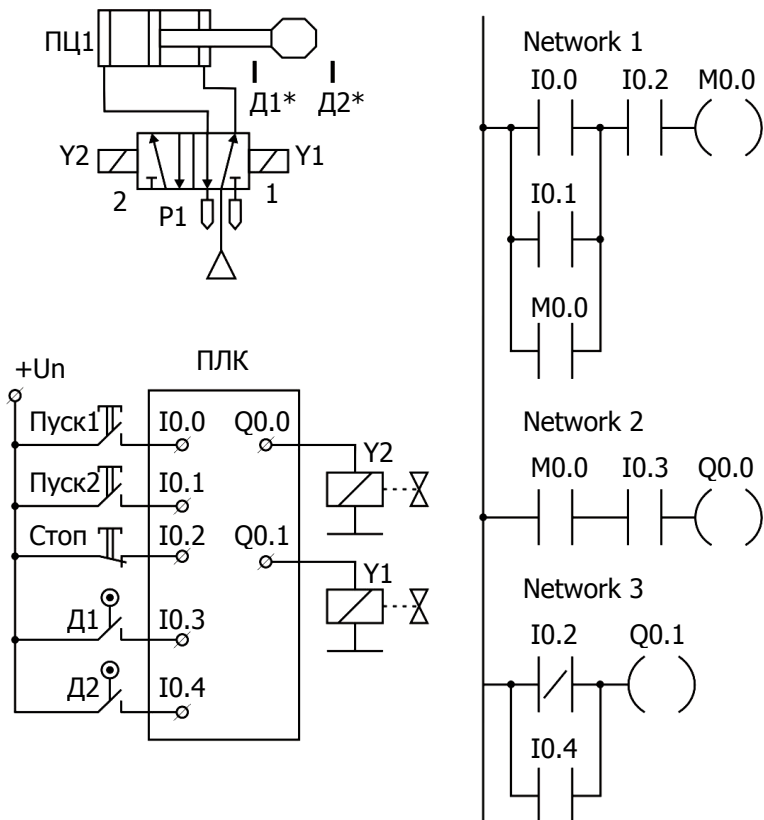 ПЦ1
Д1* Д2*
Y2 Y1
2 P1 1
+Un ПЛК
Пуск1 I0.0 Q0.0
Y2
Пуск2 I0.1
Стоп I0.2 Q0.1
Y1
Д1 I0.3
Д2 I0.4
Network 1
I0.0 I0.2 M0.0
I0.1
M0.0
Network 2
M0.0 I0.3 Q0.0
Network 3
I0.2 Q0.1
I0.4